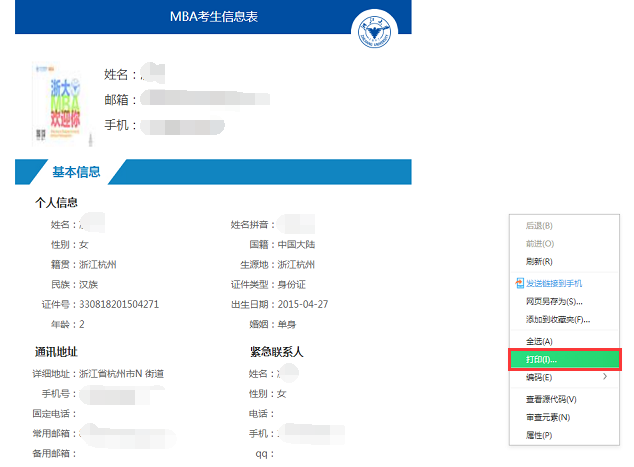 MBA考生信息表
浙大
MBA
欢迎你
姓名：
邮箱：
手机：
基本信息
个人信息
姓名： 姓名拼音：
性别：女 国籍：中国大陆
籍贯：浙江杭州 生源地：浙江杭州
民族：汉族 证件类型：身份证
证件号：330818201504271 出生日期：2015-04-27
年龄：2 婚姻：单身
通讯地址 紧急联系人
详细地址：浙江省杭州市N 街道 姓名：
手机号： 性别：女
固定电话： 电话：
常用邮箱： 手机：
备用邮箱： qq：
后退(B)
前进(O)
刷新(R)
发送链接到手机
网页另存为(S)...
添加到收藏夹(F)...
全选(A)
打印(I)...
编码(E)
查看源代码(V)
审查元素(N)
属性(P)